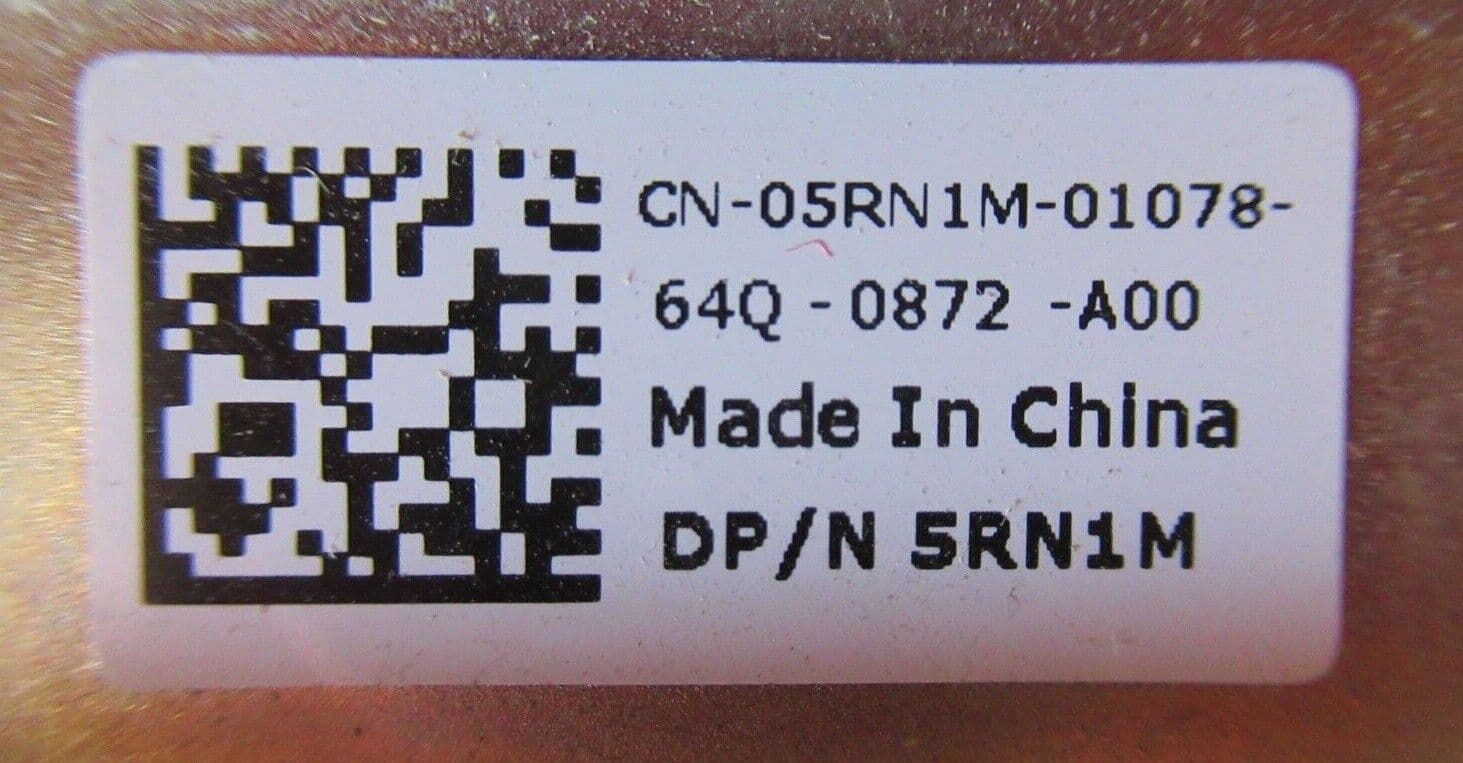 CN-05RN1M-01078-
64Q -0872 -A00
Made In China
DP/N 5RN1M